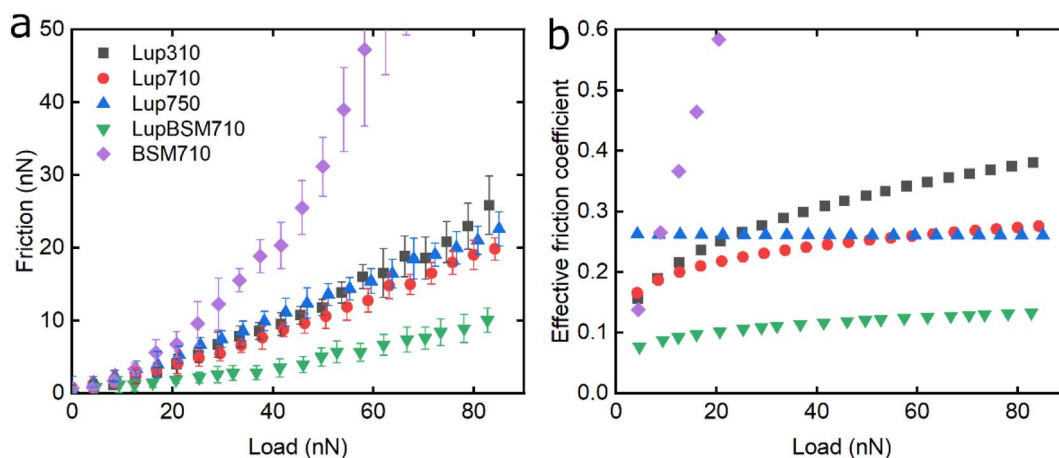 a
50
40
30
20
10
0
Friction (nN)
Lup310
Lup710
Lup750
LupBSM710
BSM710
0 20 40 60 80
Load (nN)
b
0.6
0.5
0.4
0.3
0.2
0.1
0.0
Effective friction coefficient
0 20 40 60 80
Load (nN)